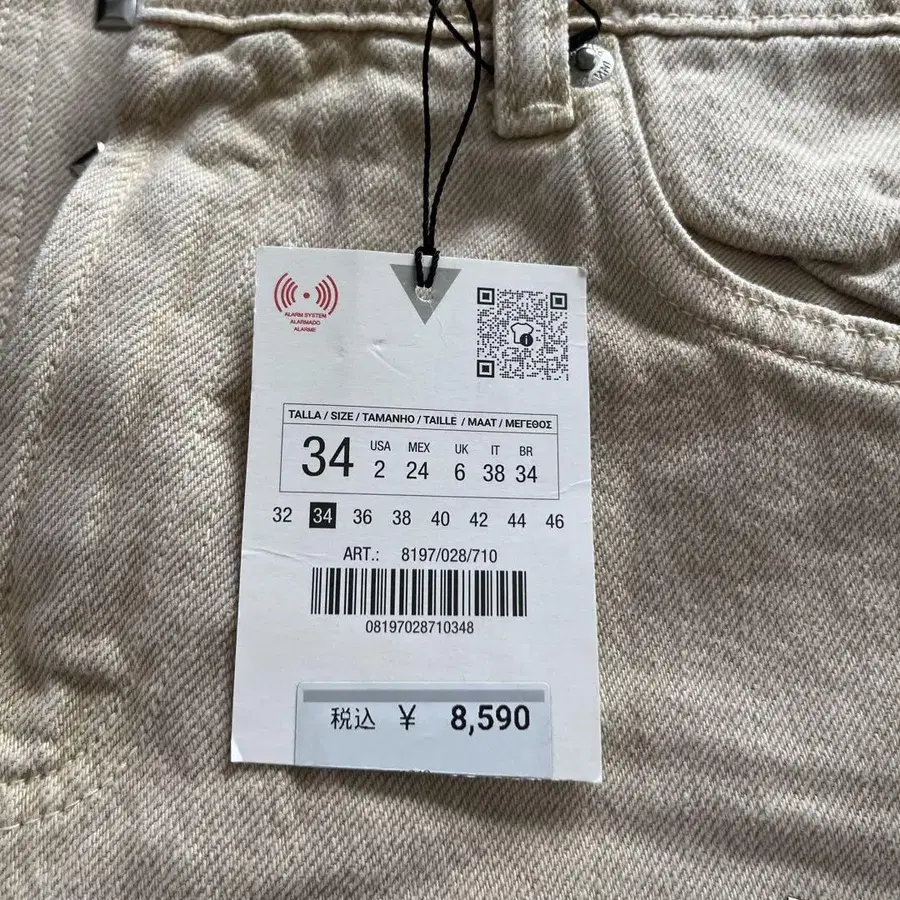 ALARM SYSTEM
ALARMADO
ALARME
TALLA / SIZE / TAMANHO / TAILLE / MAAT / ΜΕΓΕΘΟΣ
34
USA MEX UK IT BR
2 24 6 38 34
32 34 36 38 40 42 44 46
ART.: 8197/028/710
08197028710348
税込 ¥ 8,590